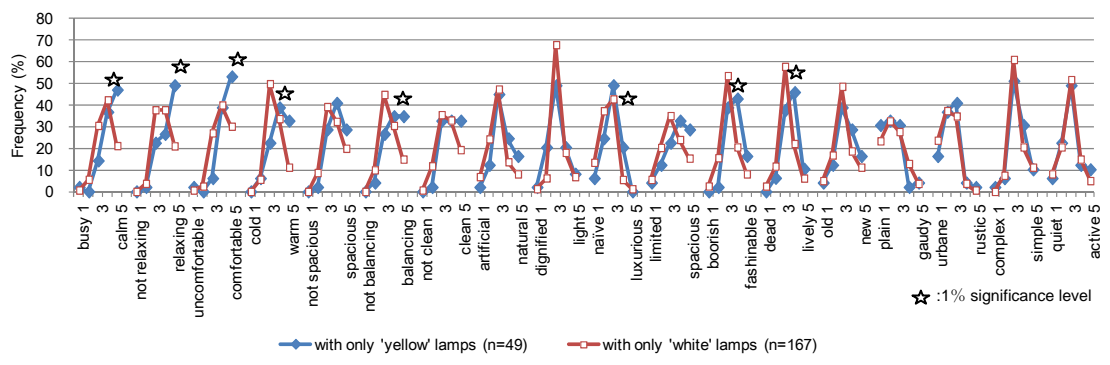 80
70
60
50
40
30
20
10
0
Frequency (%)
busy 1
3
calm 5
not relaxing 1
3
relaxing 5
uncomfortable 1
3
comfortable 5
cold 1
3
warm 5
not spacious 1
3
spacious 5
not balancing 1
3
balancing 5
not clean 1
3
clean 5
artificial 1
3
natural 5
dignified 1
3
light 5
naïve 1
3
luxurious 5
limited 1
3
spacious 5
boorish 1
3
fashinable 5
dead 1
3
lively 5
old 1
3
new 5
plain 1
3
gaudy 5
urbane 1
3
rustic 5
complex 1
3
simple 5
quiet 1
3
active 5
:1% significance level
with only 'yellow' lamps (n=49)
with only 'white' lamps (n=167)